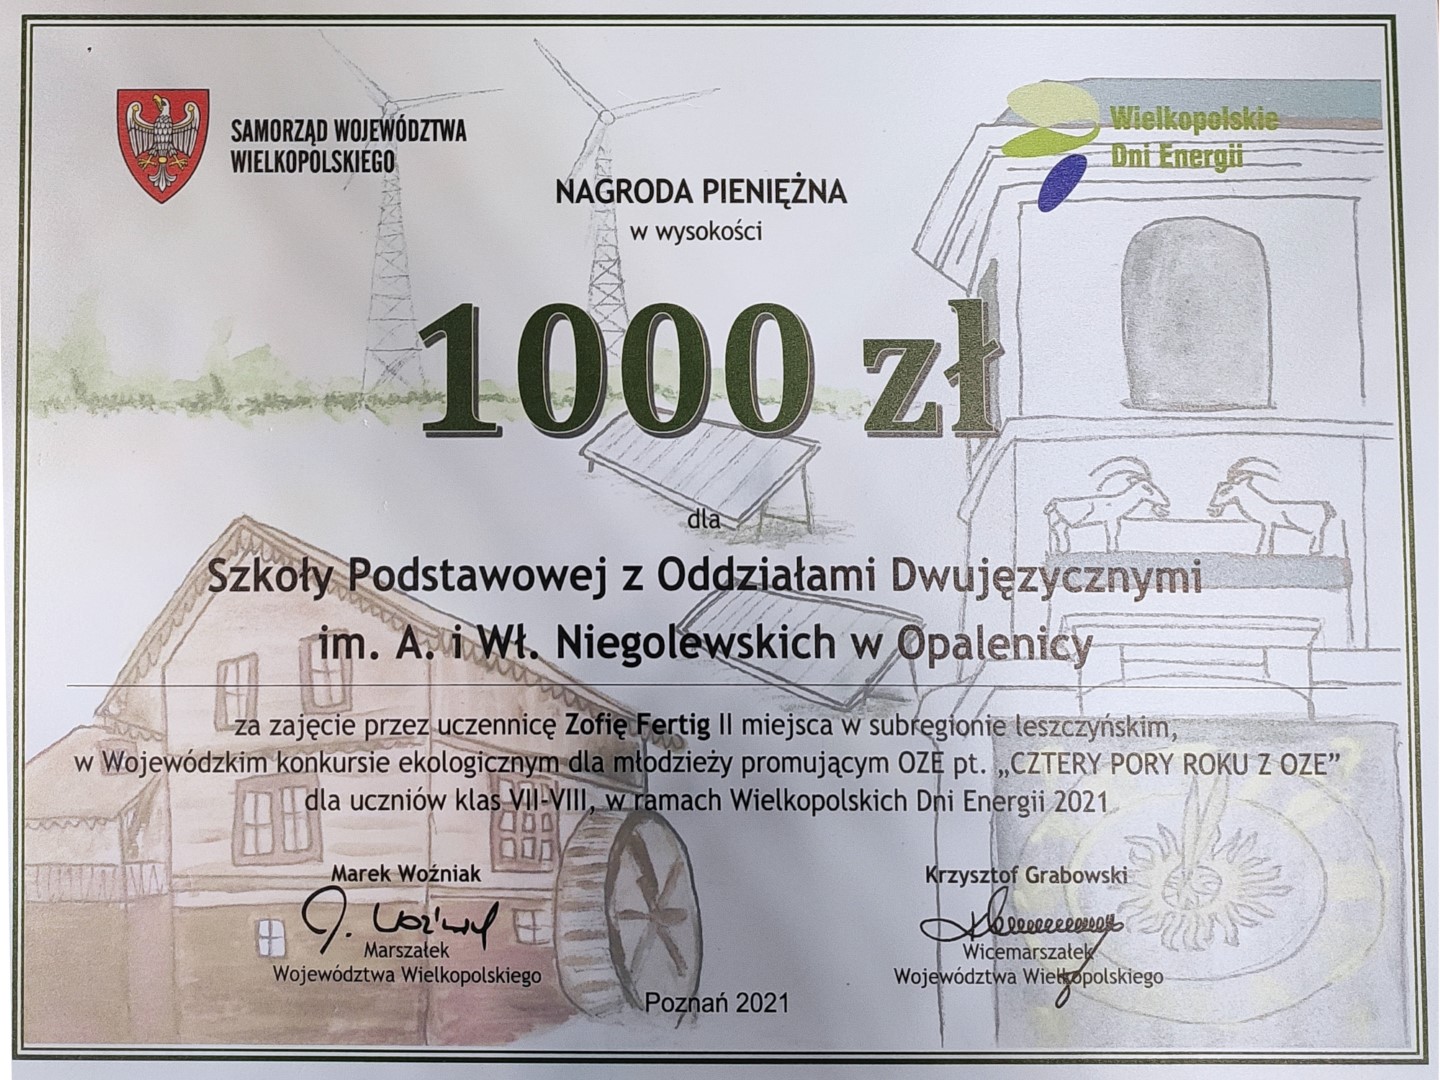 SAMORZĄD WOJEWÓDZTWA
WIELKOPOLSKIEGO
Wielkopolskie
Dni Energii
NAGRODA PIENIĘŻNA
w wysokości
1000 zł
dla
Szkoły Podstawowej z Oddziałami Dwujęzycznymi
im. A. i Wł. Niegolewskich w Opalenicy
za zajęcie przez uczennicę Zofię Fertig II miejsca w subregionie leszczyńskim,
w Wojewódzkim konkursie ekologicznym dla młodzieży promującym OZE pt. „CZTERY PORY ROKU Z OZE”
dla uczniów klas VII-VIII, w ramach Wielkopolskich Dni Energii 2021
Marek Woźniak
Marszałek
Województwa Wielkopolskiego
Krzysztof Grabowski
Wicemarszałek
Województwa Wielkopolskiego
Poznań 2021